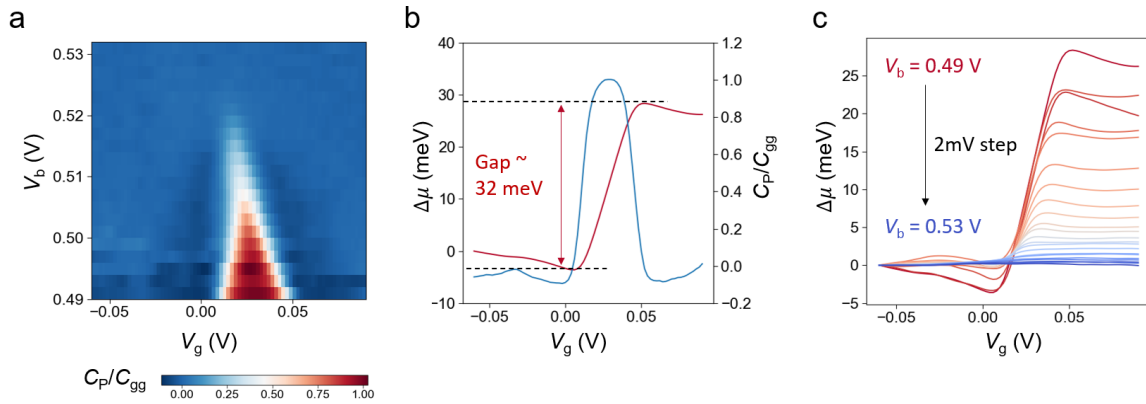 a
0.53
0.52
0.51
0.50
0.49
V_b (V)
−0.05
0.00
0.05
V_g (V)
C_P/C_gg
0.00
0.25
0.50
0.75
1.00
b
40
30
20
10
0
−10
Δμ (meV)
Gap ~
32 meV
1.2
1.0
0.8
0.6
0.4
0.2
0.0
−0.2
C_P/C_gg
−0.05
0.00
0.05
V_g (V)
c
25
20
15
10
5
0
−5
Δμ (meV)
V_b = 0.49 V
2mV step
V_b = 0.53 V
−0.05
0.00
0.05
V_g (V)